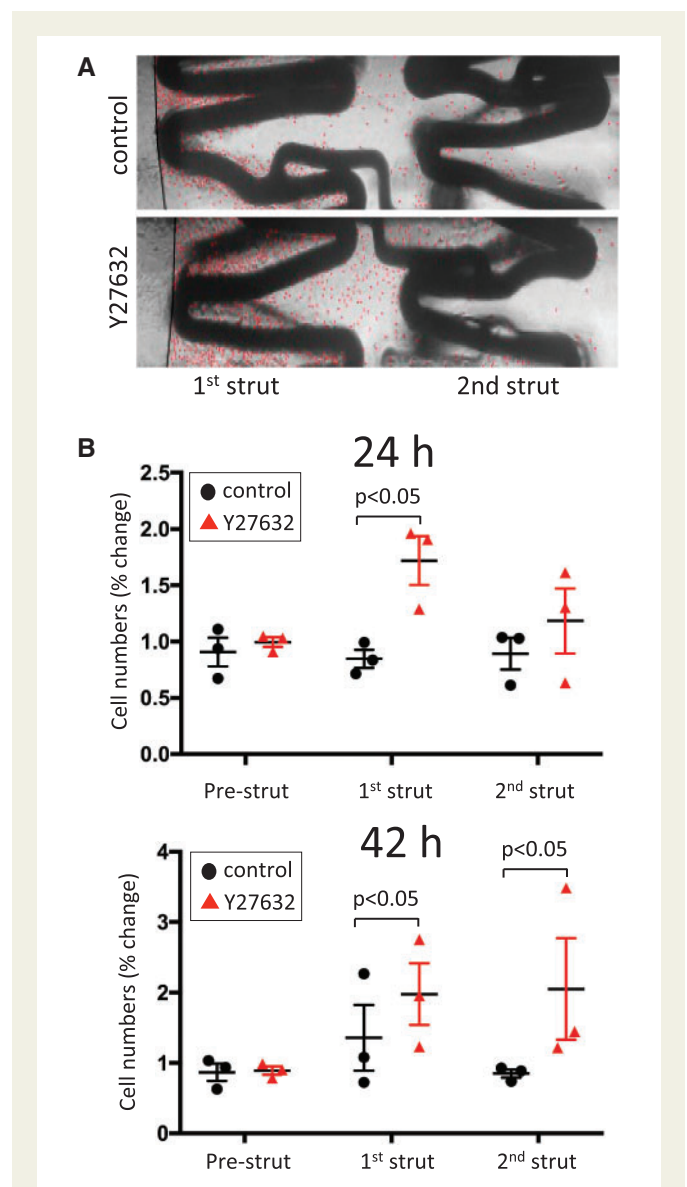 A
control
Y27632
1st strut 2nd strut
B
24 h
Cell numbers (% change)
2.5
2.0
1.5
1.0
0.5
0.0
control
Y27632
p<0.05
Pre-strut 1st strut 2nd strut
42 h
Cell numbers (% change)
4
3
2
1
0
control
Y27632
p<0.05
p<0.05
Pre-strut 1st strut 2nd strut